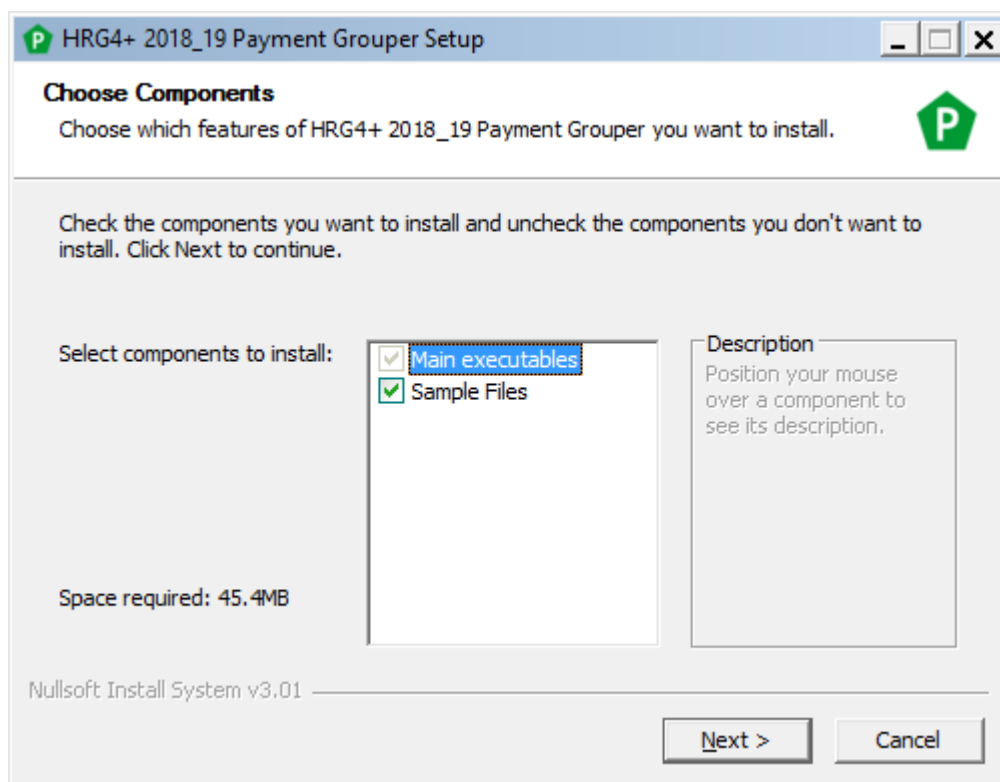 P HRG4+ 2018_19 Payment Grouper Setup
Choose Components
Choose which features of HRG4+ 2018_19 Payment Grouper you want to install.
P
Check the components you want to install and uncheck the components you don't want to
install. Click Next to continue.
Select components to install:
Main executables
Sample Files
Description
Position your mouse
over a component to
see its description.
Space required: 45.4MB
Nullsoft Install System v3.01
Next >
Cancel